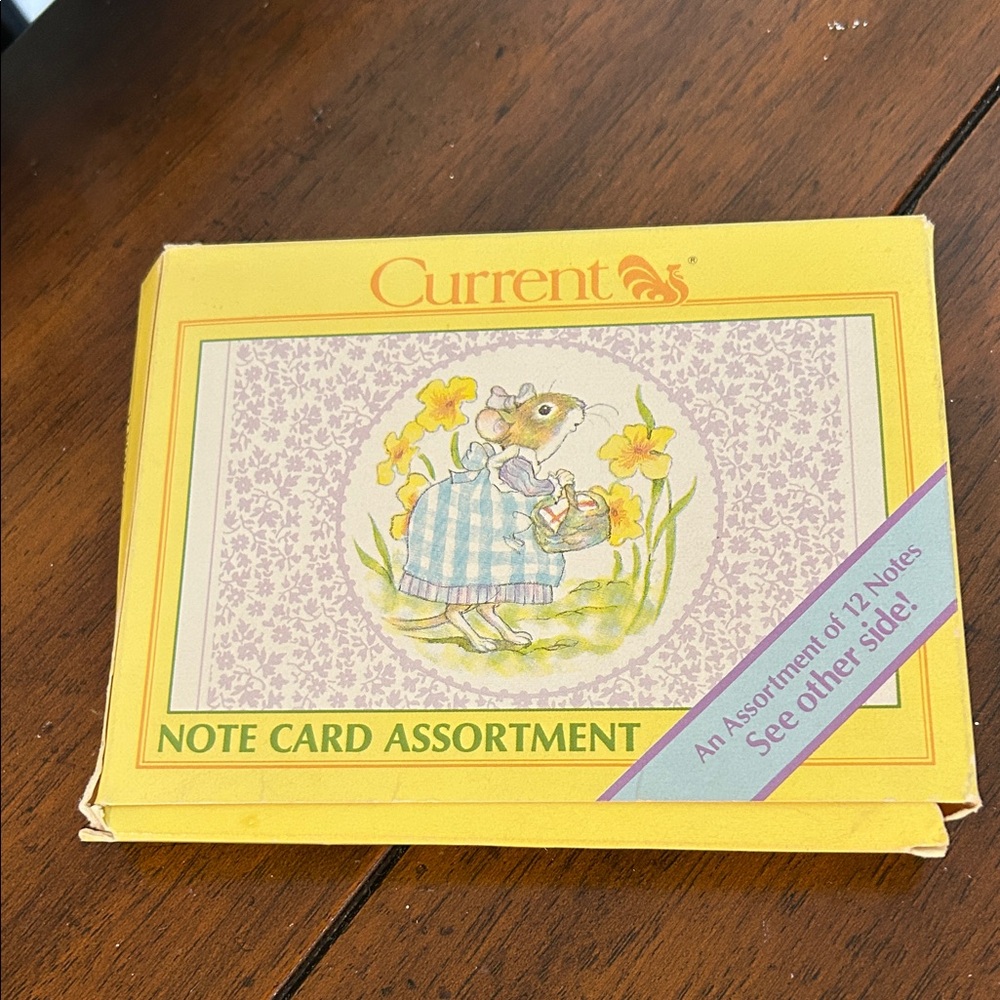 Current®
NOTE CARD ASSORTMENT
An Assortment of 12 Notes
See other side!